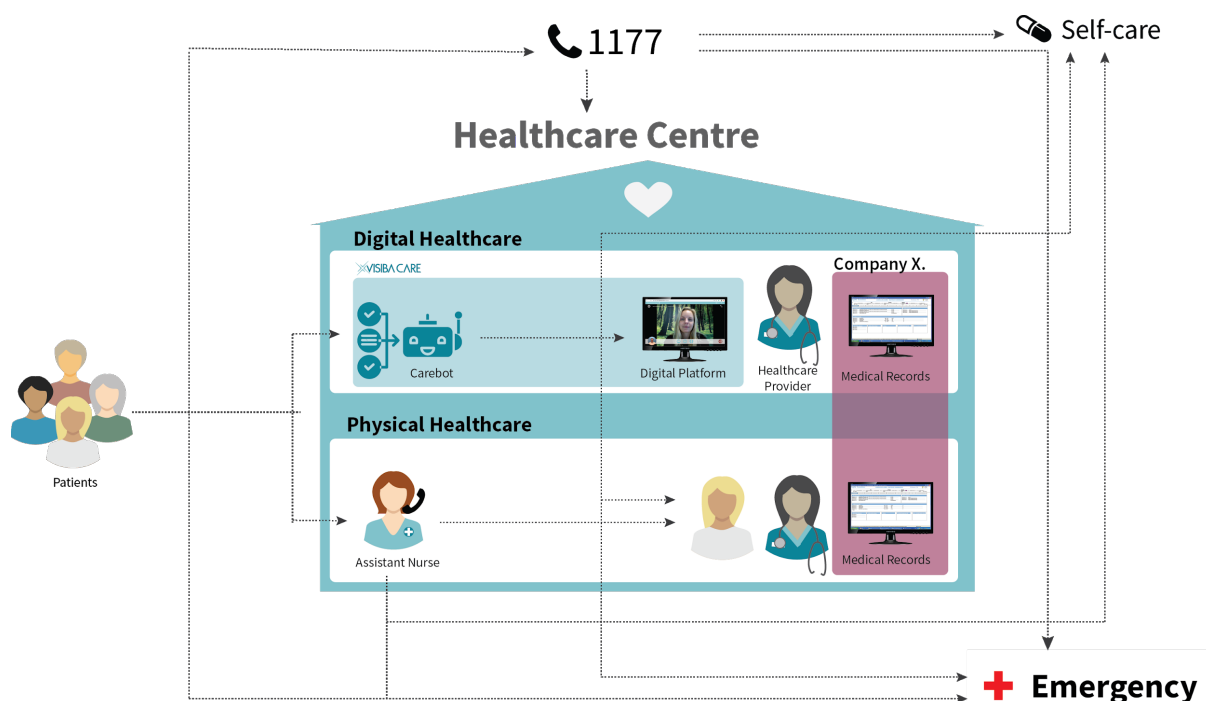 1177
Self-care
Healthcare Centre
Digital Healthcare
VISIBA CARE
Company X.
Carebot
Digital Platform
Healthcare
Provider
Medical Records
Physical Healthcare
Patients
Assistant Nurse
Medical Records
Emergency